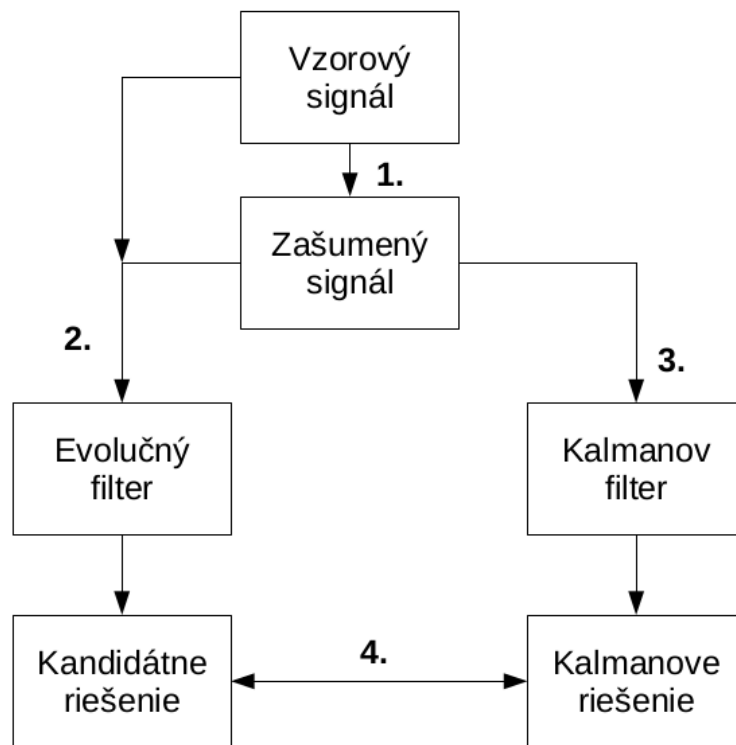 Vzorový
signál
1.
Zašumený
signál
2.
3.
Evolučný
filter
Kalmanov
filter
Kandidátne
riešenie
4.
Kalmanove
riešenie